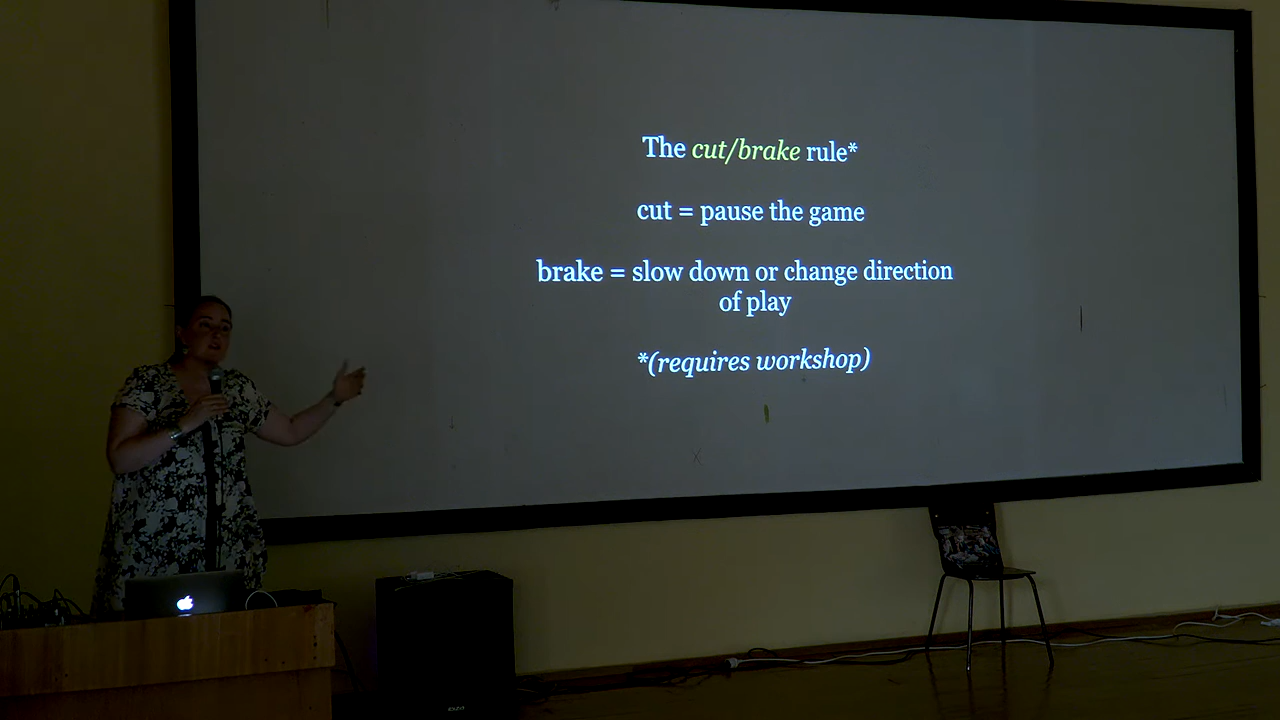 The cut/brake rule*
cut = pause the game
brake = slow down or change direction
of play
*(requires workshop)